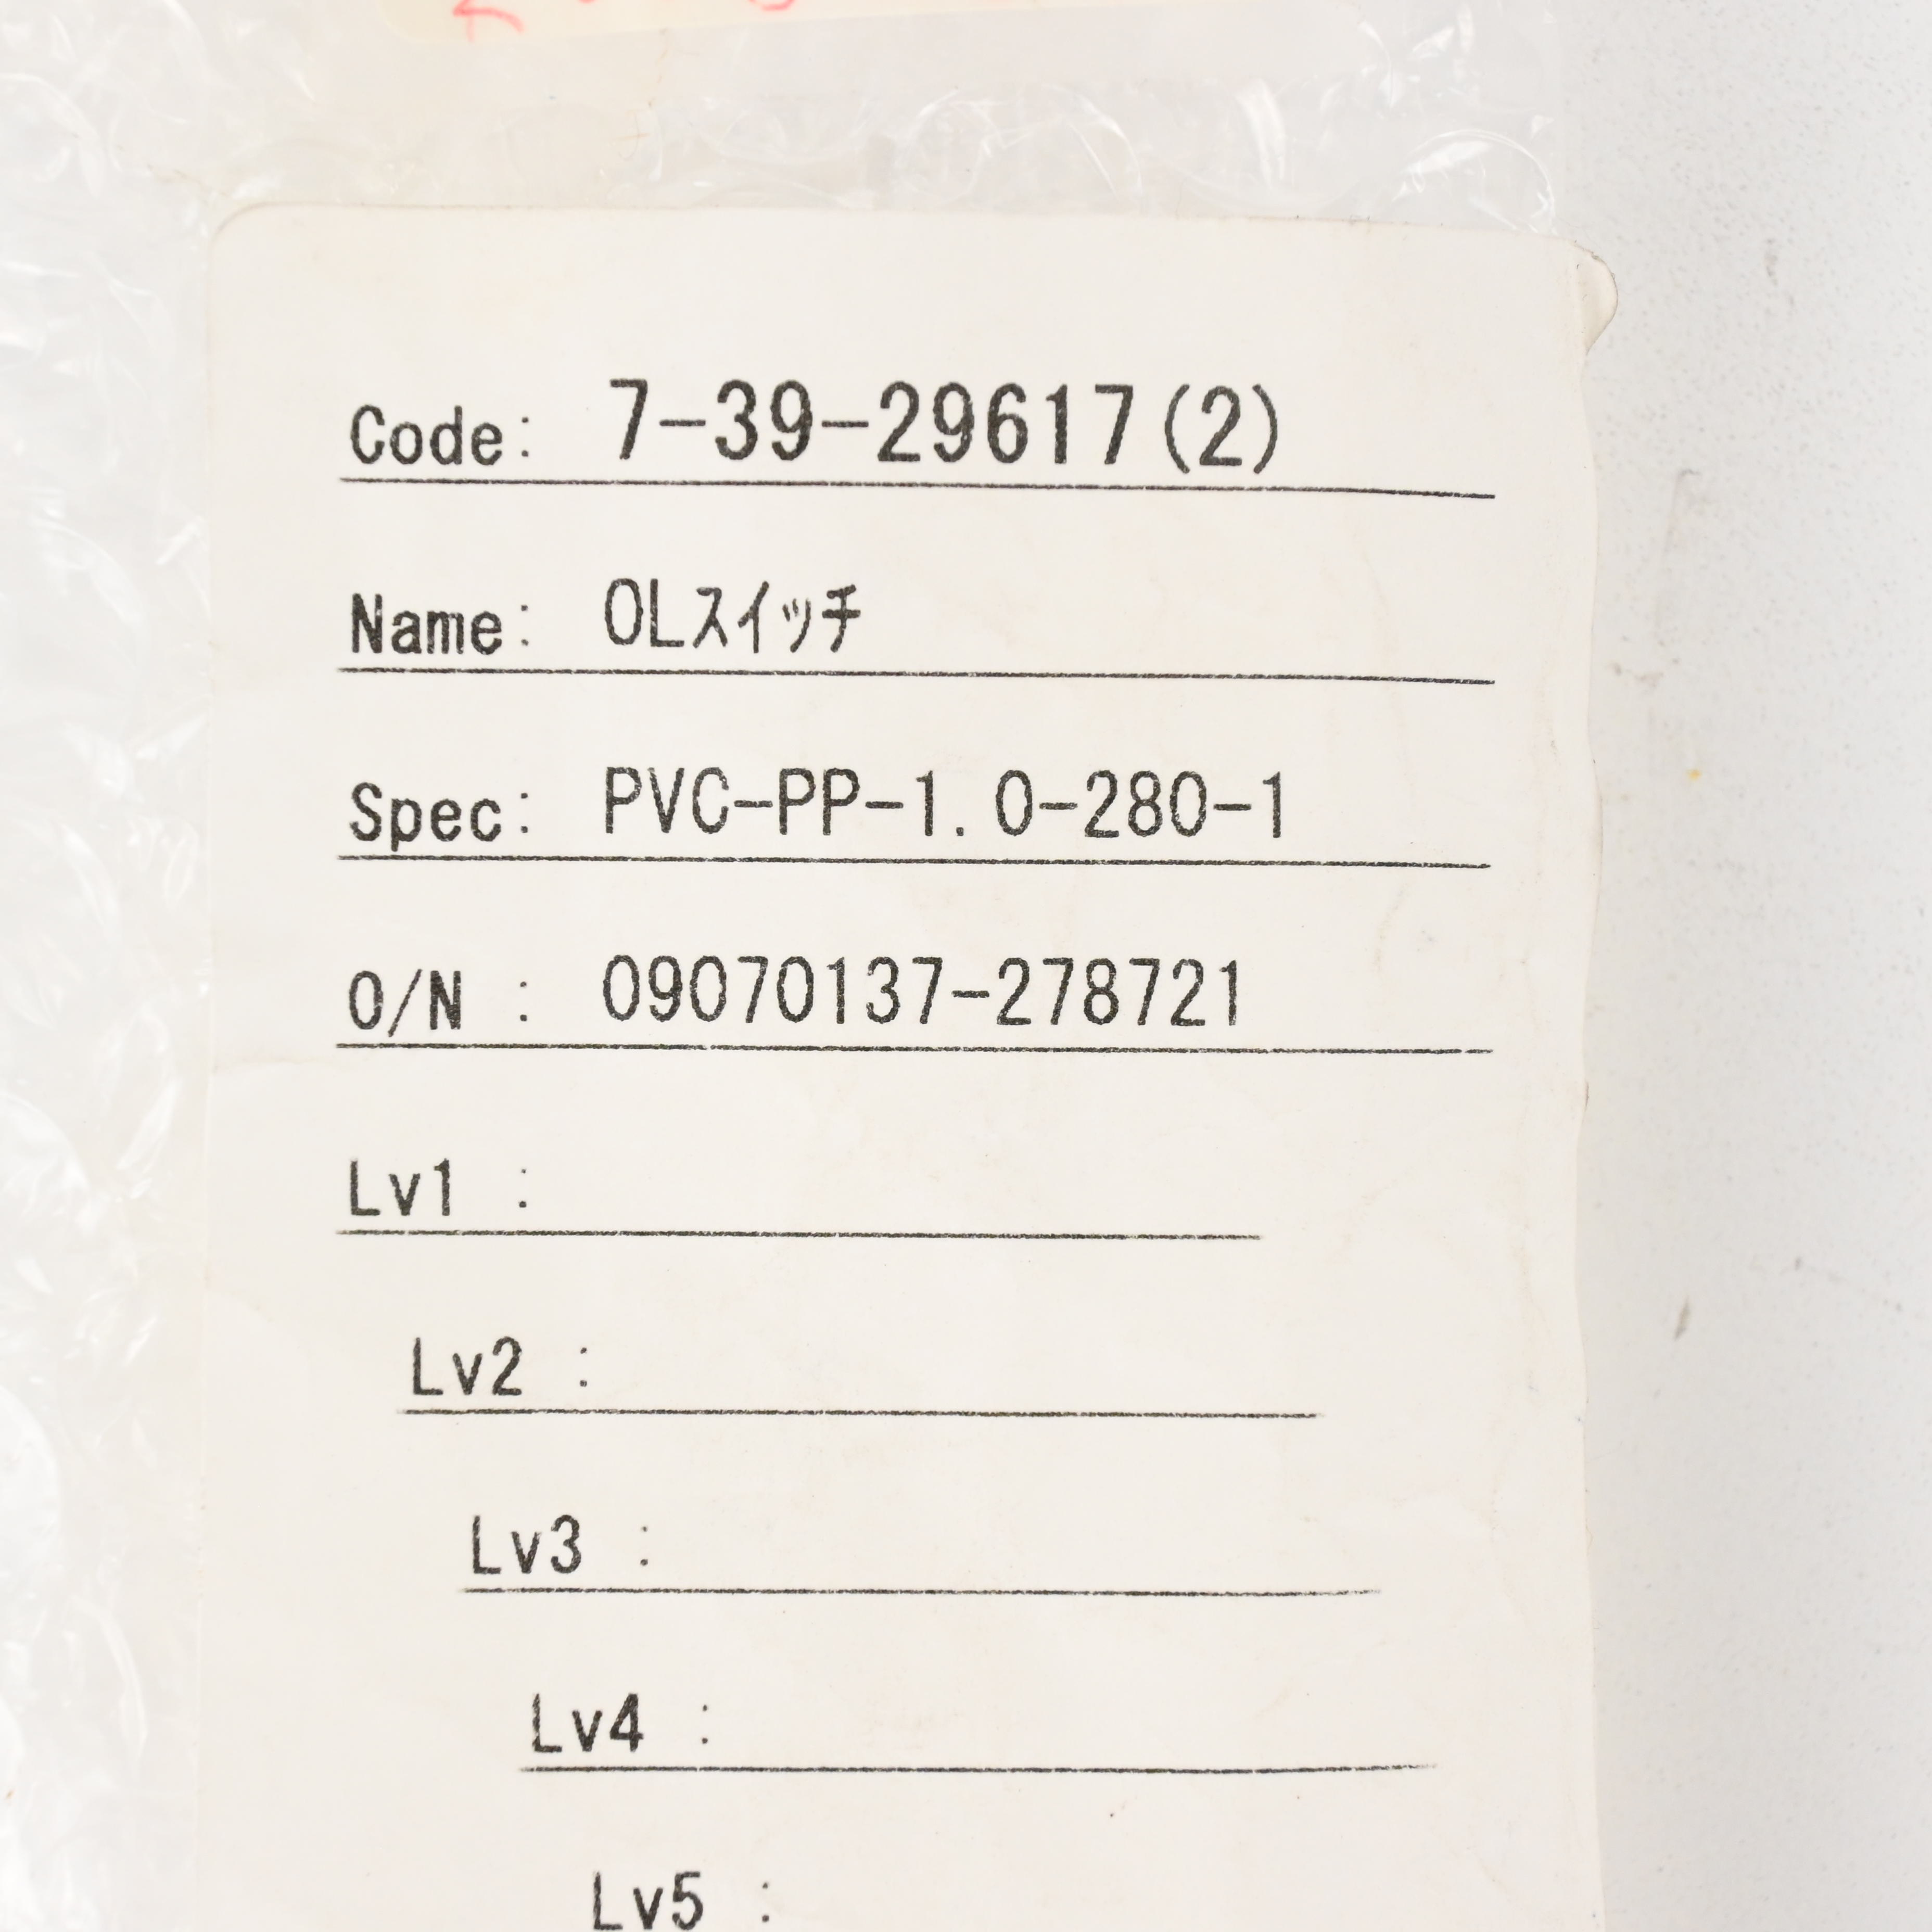 Code: 7-39-29617(2)
Name: OLスイッチ
Spec: PVC-PP-1.0-280-1
O/N : 09070137-278721
Lv1 :
Lv2 :
Lv3 :
Lv4 :
Lv5 :